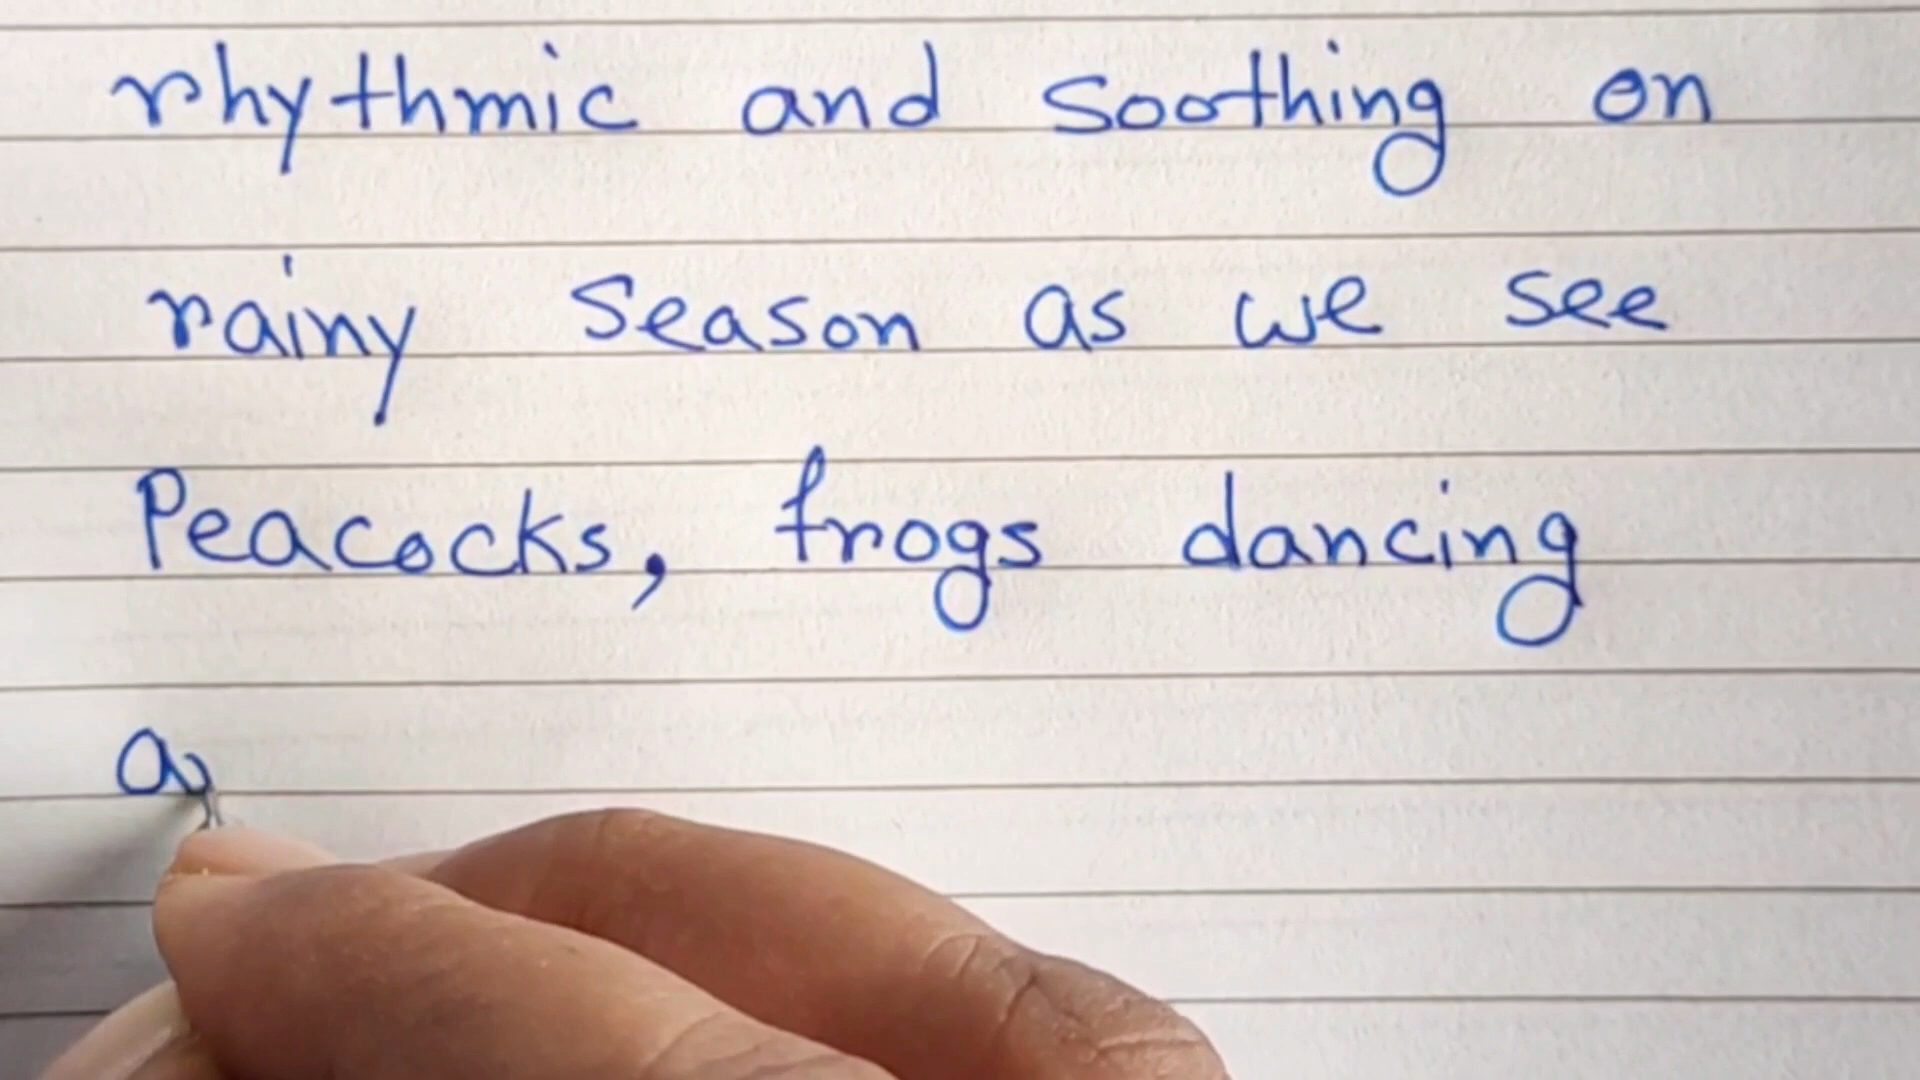 rhythmic and soothing on
rainy season as we see
Peacocks, frogs dancing